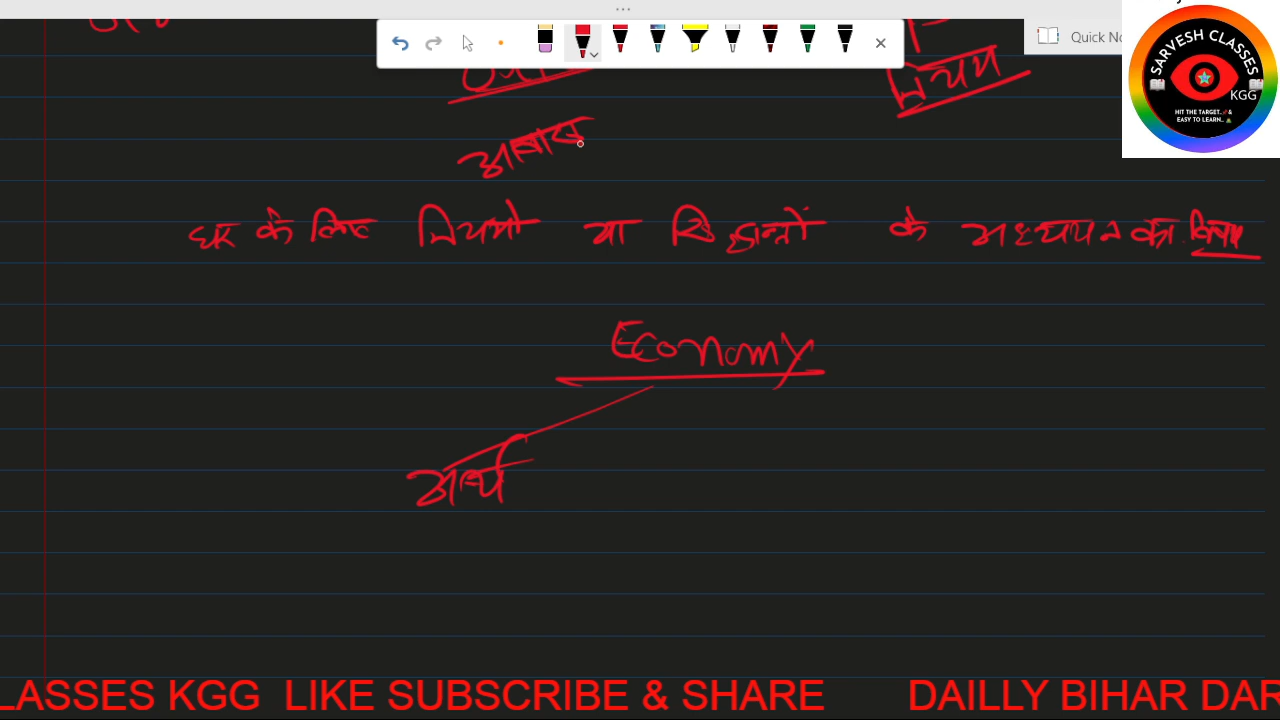 Quick No
SARVESH CLASSES
KGG
HIT THE TARGET..&
EASY TO LEARN..
नियम
आवास
घर के लिए नियमों या सिद्धान्तों के अध्ययन का विषय
Economy
अर्थ
LASSES KGG LIKE SUBSCRIBE & SHARE DAILLY BIHAR DAR